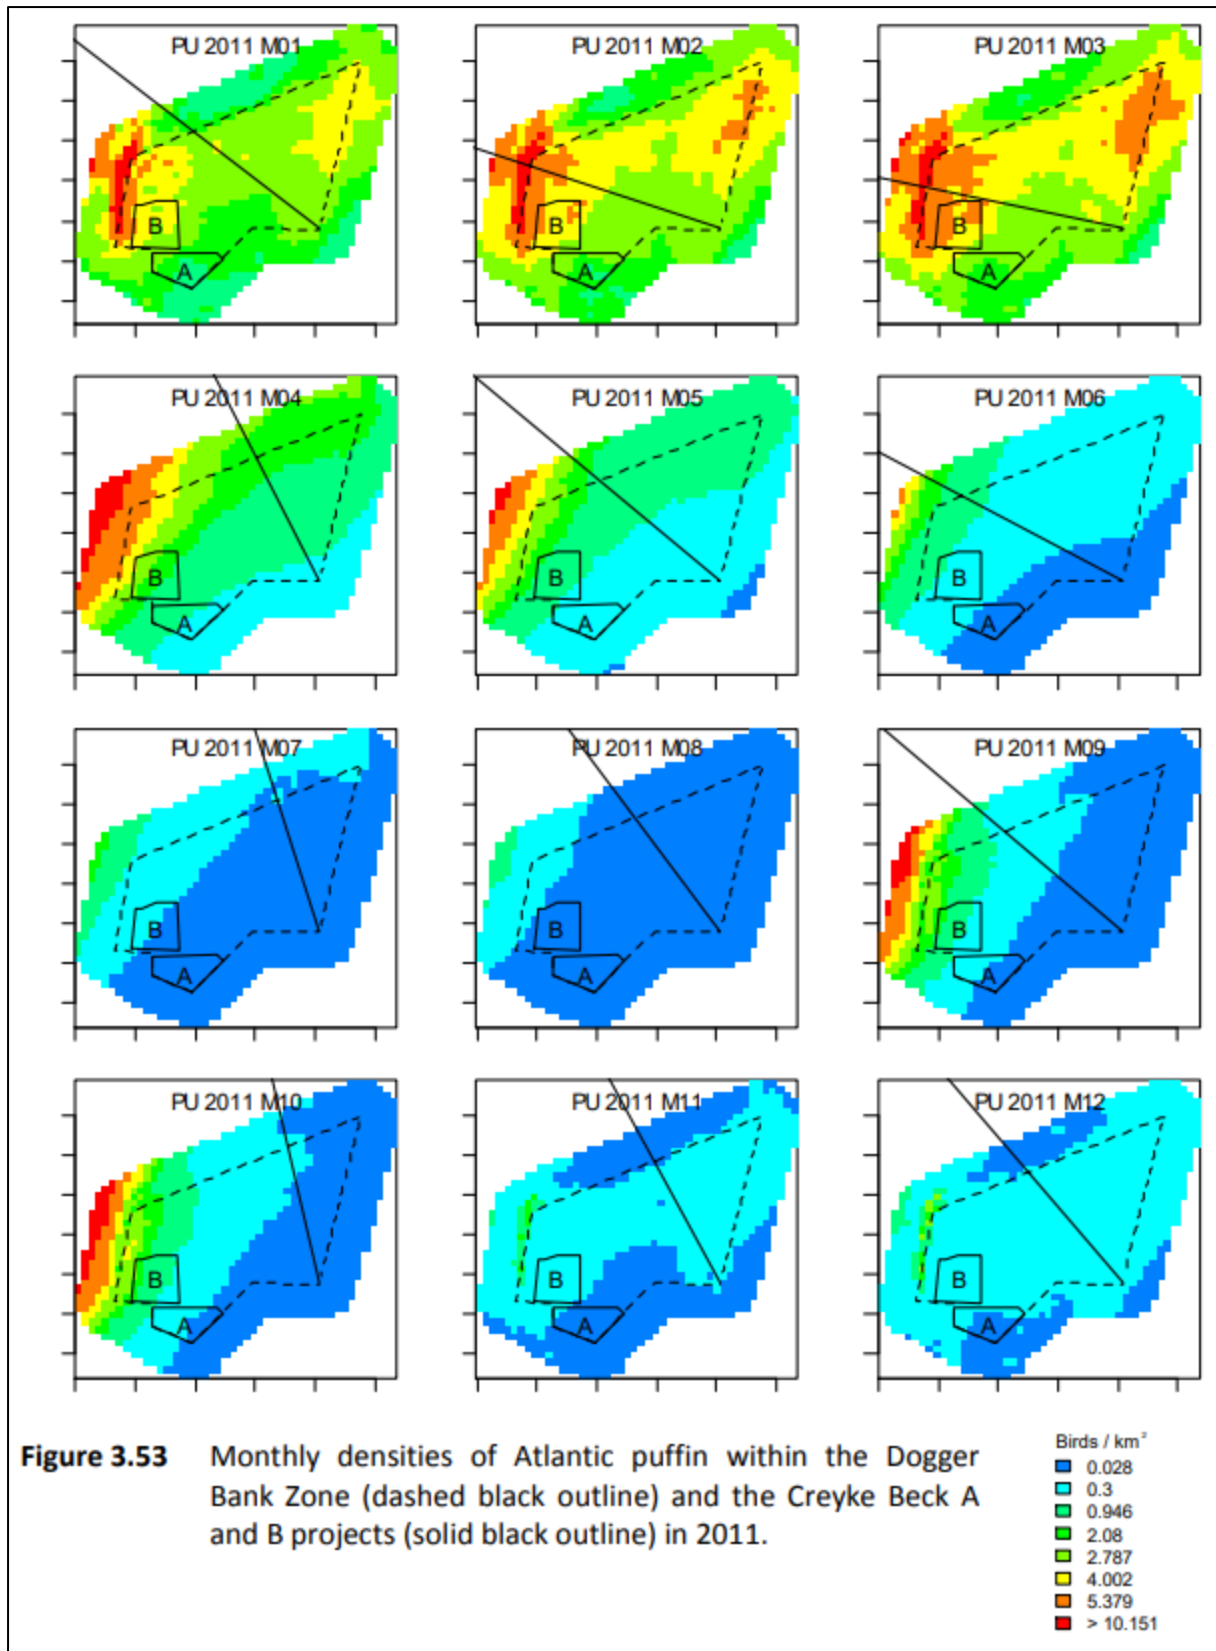 PU 2011 M01
B
A
PU 2011 M02
B
A
PU 2011 M03
B
A
PU 2011 M04
B
A
PU 2011 M05
B
A
PU 2011 M06
B
A
PU 2011 M07
B
A
PU 2011 M08
B
A
PU 2011 M09
B
A
PU 2011 M10
B
A
PU 2011 M11
B
A
PU 2011 M12
B
A
Figure 3.53 Monthly densities of Atlantic puffin within the Dogger
Bank Zone (dashed black outline) and the Creyke Beck A
and B projects (solid black outline) in 2011.
Birds / km²
0.028
0.3
0.946
2.08
2.787
4.002
5.379
> 10.151